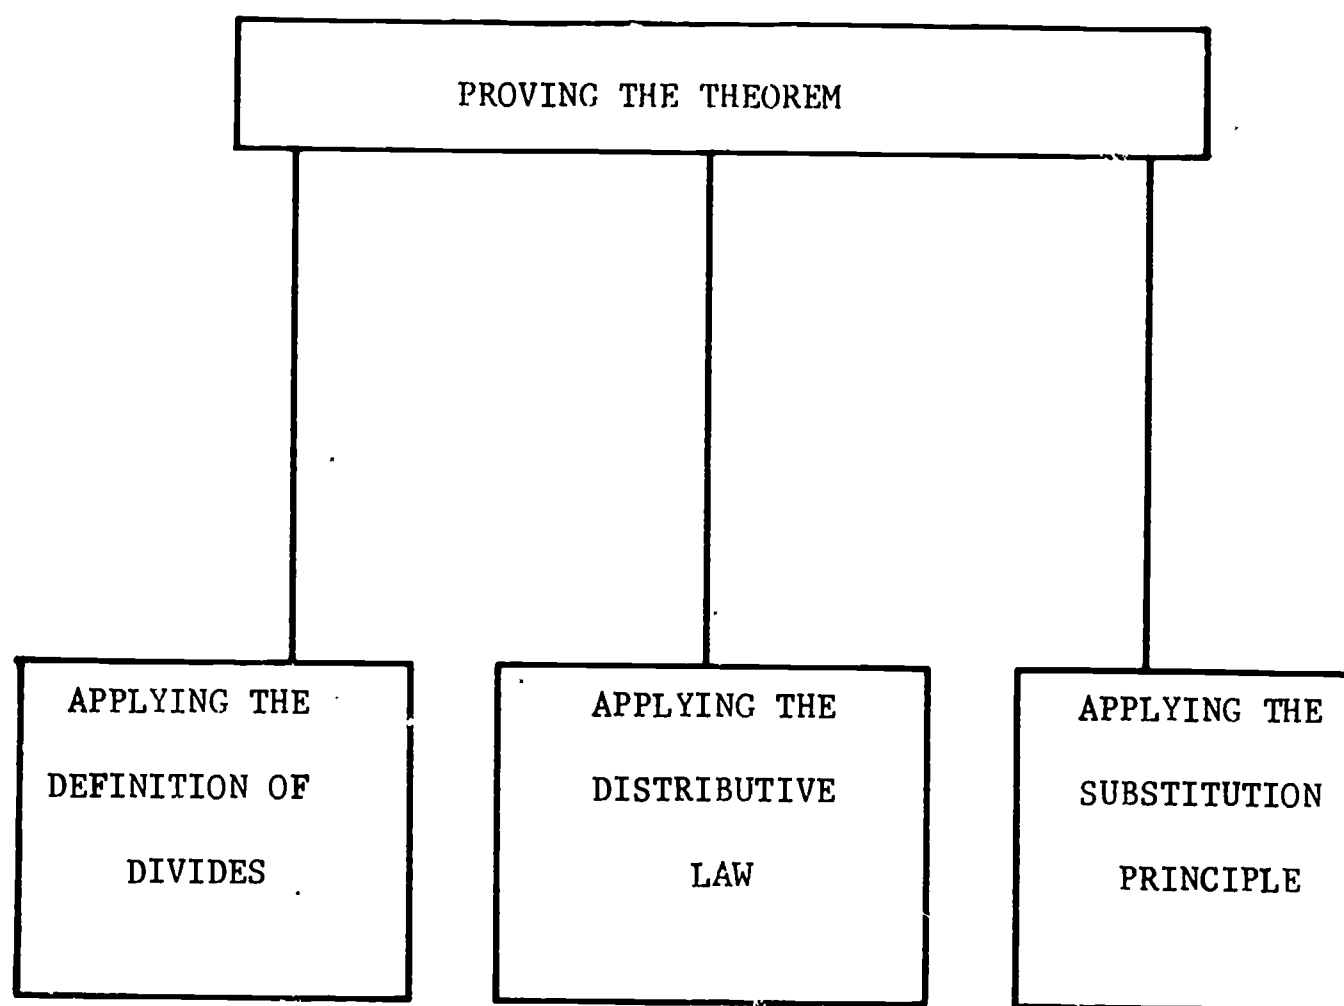 PROVING THE THEOREM
APPLYING THE
DEFINITION OF
DIVIDES
APPLYING THE
DISTRIBUTIVE
LAW
APPLYING THE
SUBSTITUTION
PRINCIPLE